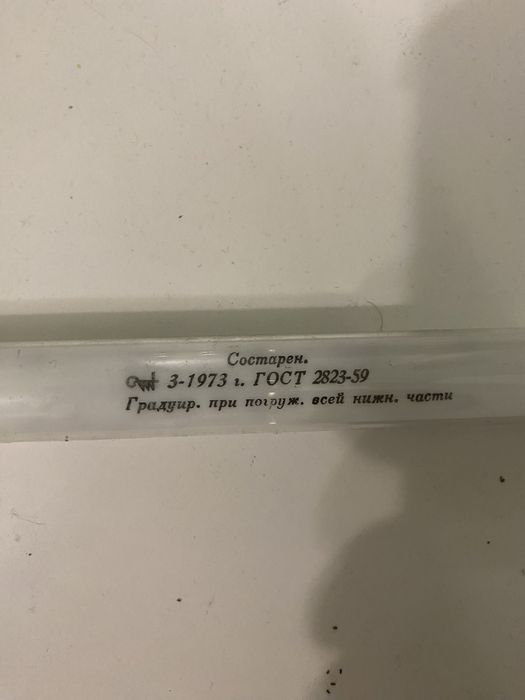 Состарен.
3-1973 г. ГОСТ 2823-59
Градуир. при погруж. всей нижн. части